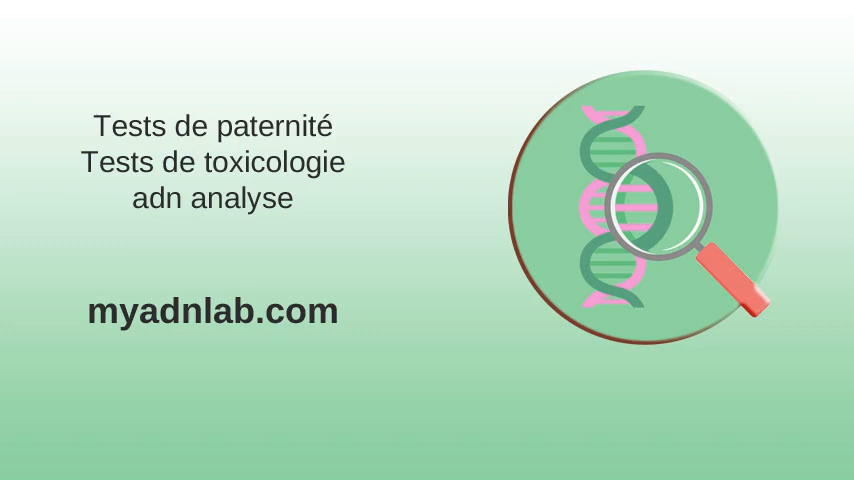 Tests de paternité
Tests de toxicologie
adn analyse
myadnlab.com